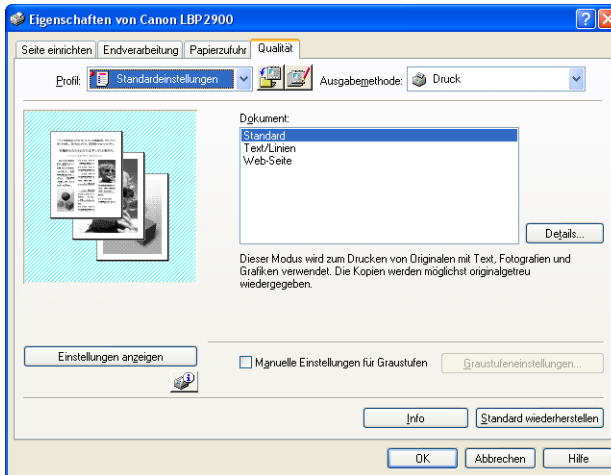 Eigenschaften von Canon LBP2900
Seite einrichten Endverarbeitung Papierzufuhr Qualität
Profil: Standardeinstellungen Ausgabemethode: Druck
Dokument:
Standard
Text/Linien
Web-Seite
Details...
Dieser Modus wird zum Drucken von Originalen mit Text, Fotografien und
Grafiken verwendet. Die Kopien werden möglichst originalgetreu
wiedergegeben.
Einstellungen anzeigen
Manuelle Einstellungen für Graustufen Graustufeneinstellungen...
Info Standard wiederherstellen
OK Abbrechen Hilfe